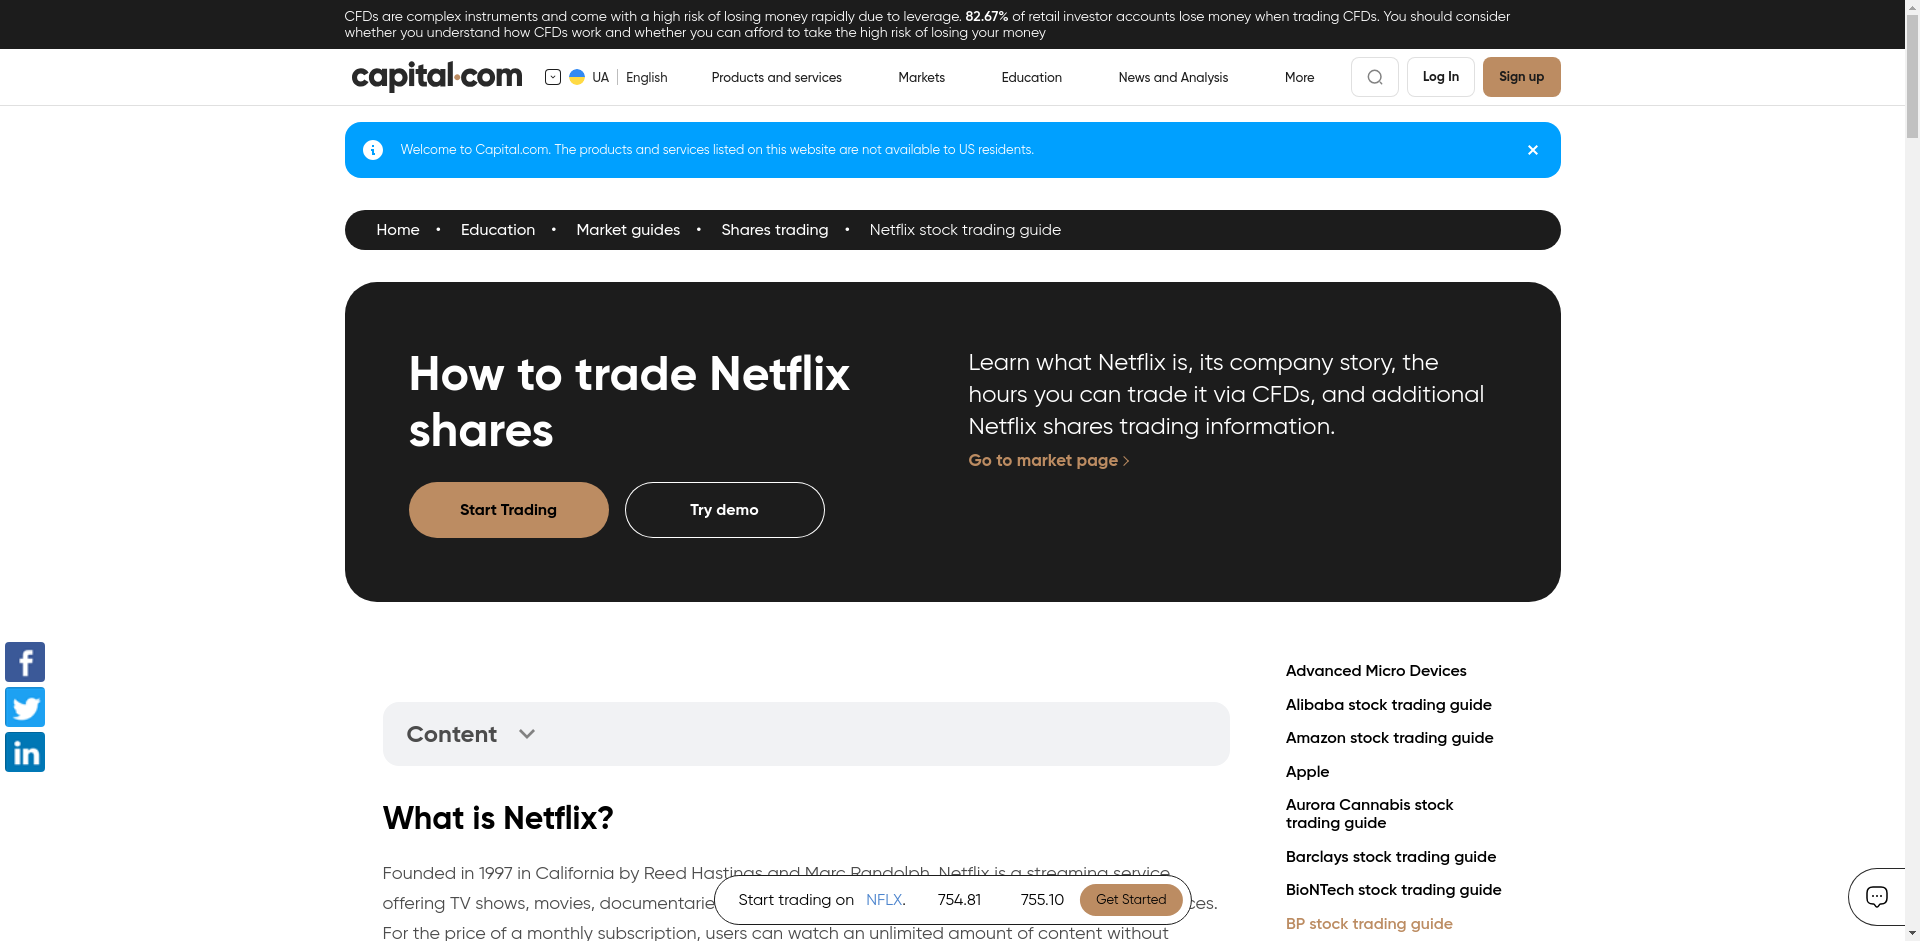 CFDs are complex instruments and come with a high risk of losing money rapidly due to leverage. 82.67% of retail investor accounts lose money when trading CFDs. You should consider
whether you understand how CFDs work and whether you can afford to take the high risk of losing your money
capital.com
UA English
Products and services
Markets
Education
News and Analysis
More
Log In
Sign up
Welcome to Capital.com. The products and services listed on this website are not available to US residents.
Home • Education • Market guides • Shares trading • Netflix stock trading guide
How to trade Netflix
shares
Start Trading
Try demo
Learn what Netflix is, its company story, the
hours you can trade it via CFDs, and additional
Netflix shares trading information.
Go to market page
Content
What is Netflix?
Founded in 1997 in California by Reed Hastings and Marc Randolph, Netflix is a streaming service
offering TV shows, movies,
For the price of a monthly subscription, users can watch an unlimited amount of content without
Start trading on NFLX. 754.81 755.10 Get Started
Advanced Micro Devices
Alibaba stock trading guide
Amazon stock trading guide
Apple
Aurora Cannabis stock
trading guide
Barclays stock trading guide
BioNTech stock trading guide
BP stock trading guide